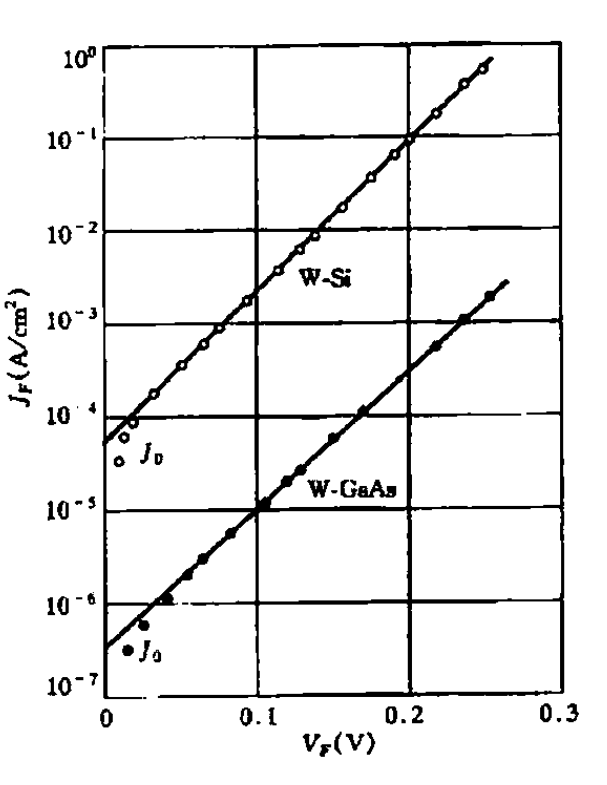 10⁰
10⁻¹
10⁻²
10⁻³
10⁻⁴
10⁻⁵
10⁻⁶
10⁻⁷
J_F(A/cm²)
W-Si
J₀
W-GaAs
J₀
0 0.1 0.2 0.3
V_F(V)